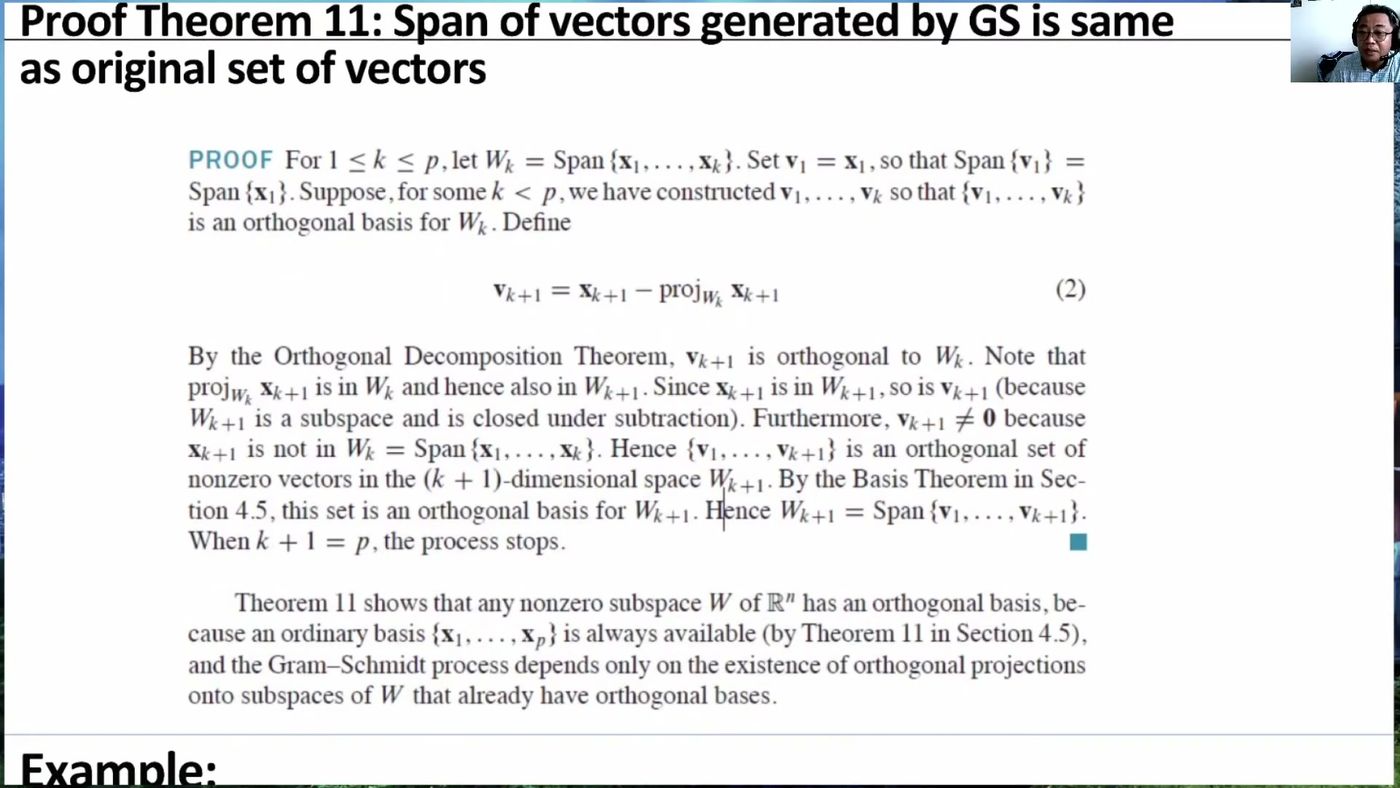 Proof Theorem 11: Span of vectors generated by GS is same
as original set of vectors
PROOF For 1 ≤ k ≤ p, let Wₖ = Span {x₁, . . . , xₖ}. Set v₁ = x₁, so that Span {v₁} =
Span {x₁}. Suppose, for some k < p, we have constructed v₁, . . . , vₖ so that {v₁, . . . , vₖ}
is an orthogonal basis for Wₖ. Define
vₖ₊₁ = xₖ₊₁ − proj_Wₖ xₖ₊₁ (2)
By the Orthogonal Decomposition Theorem, vₖ₊₁ is orthogonal to Wₖ. Note that
proj_Wₖ xₖ₊₁ is in Wₖ and hence also in Wₖ₊₁. Since xₖ₊₁ is in Wₖ₊₁, so is vₖ₊₁ (because
Wₖ₊₁ is a subspace and is closed under subtraction). Furthermore, vₖ₊₁ ≠ 0 because
xₖ₊₁ is not in Wₖ = Span {x₁, . . . , xₖ}. Hence {v₁, . . . , vₖ₊₁} is an orthogonal set of
nonzero vectors in the (k + 1)-dimensional space Wₖ₊₁. By the Basis Theorem in Sec-
tion 4.5, this set is an orthogonal basis for Wₖ₊₁. Hence Wₖ₊₁ = Span {v₁, . . . , vₖ₊₁}.
When k + 1 = p, the process stops.
Theorem 11 shows that any nonzero subspace W of ℝⁿ has an orthogonal basis, be-
cause an ordinary basis {x₁, . . . , xₚ} is always available (by Theorem 11 in Section 4.5),
and the Gram–Schmidt process depends only on the existence of orthogonal projections
onto subspaces of W that already have orthogonal bases.
Example: